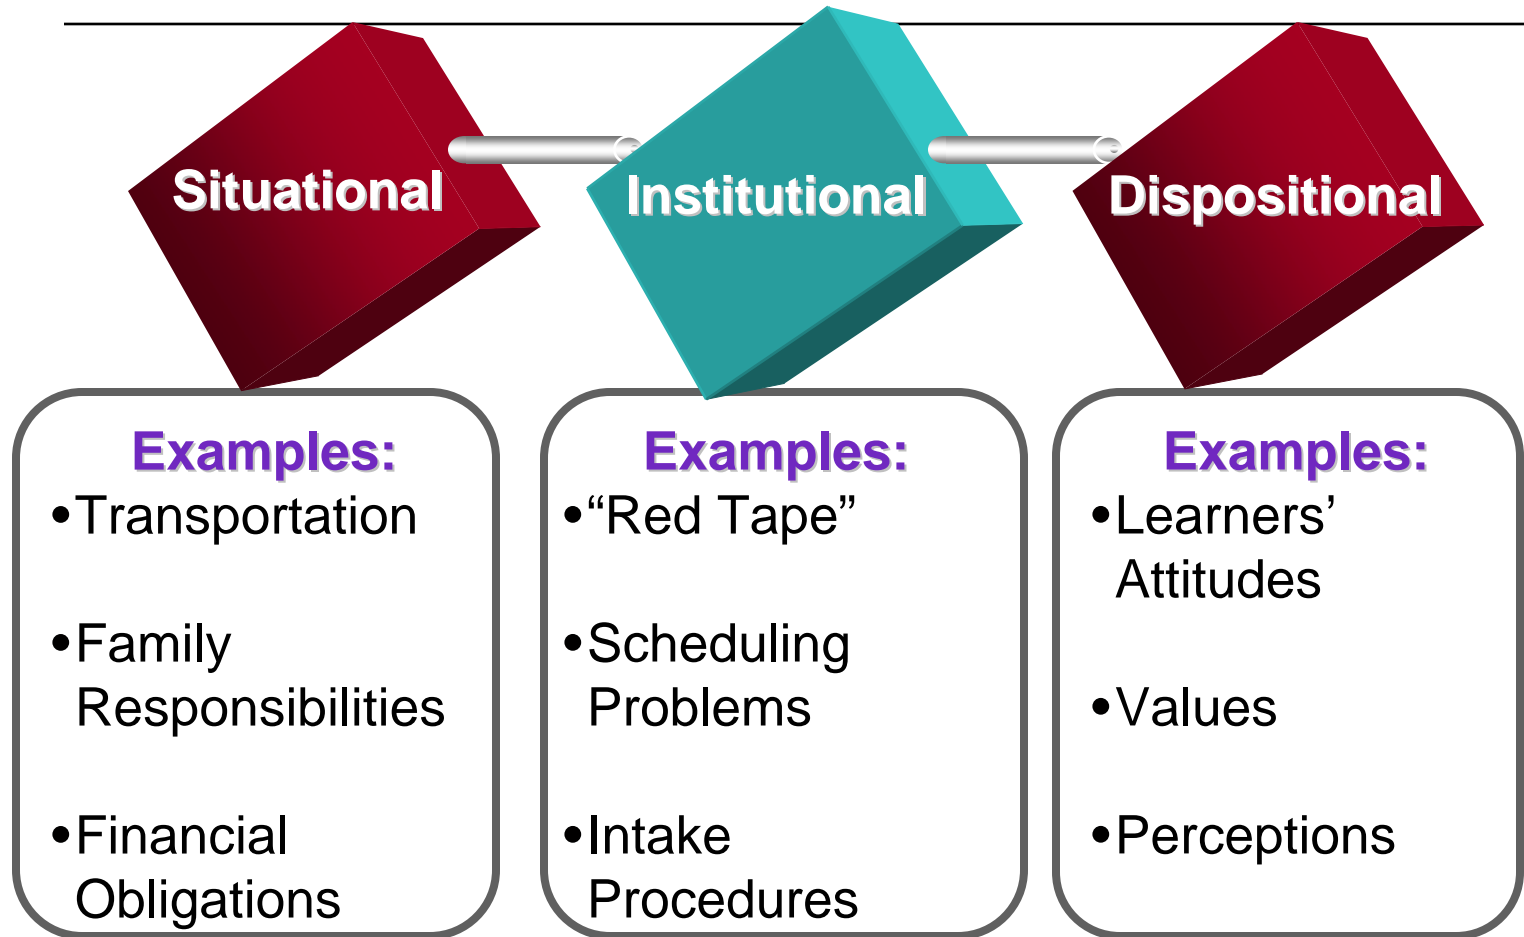 Situational
Institutional
Dispositional
Examples:
•Transportation
•Family
Responsibilities
•Financial
Obligations
Examples:
•“Red Tape”
•Scheduling
Problems
•Intake
Procedures
Examples:
•Learners’
Attitudes
•Values
•Perceptions